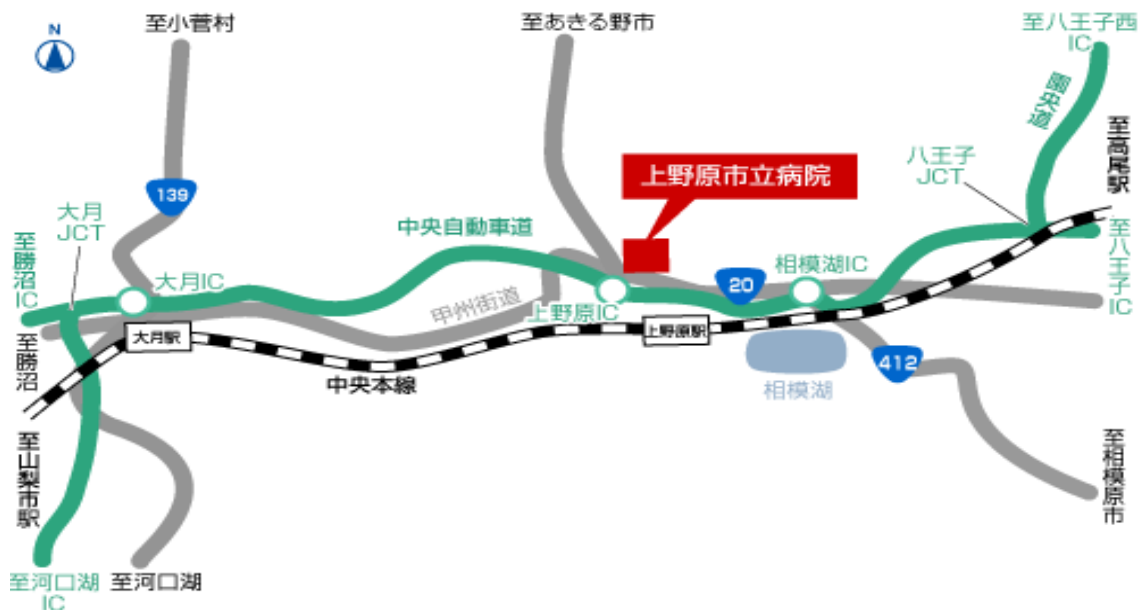 N
至小菅村
至あきる野市
至八王子西
IC
圏央道
至高尾駅
八王子
JCT
上野原市立病院
139
大月
JCT
中央自動車道
至勝沼IC
大月IC
相模湖IC
至八王子IC
20
甲州街道
上野原IC
大月駅
上野原駅
至勝沼
中央本線
相模湖
412
至山梨市駅
至相模原市
至河口湖
IC
至河口湖